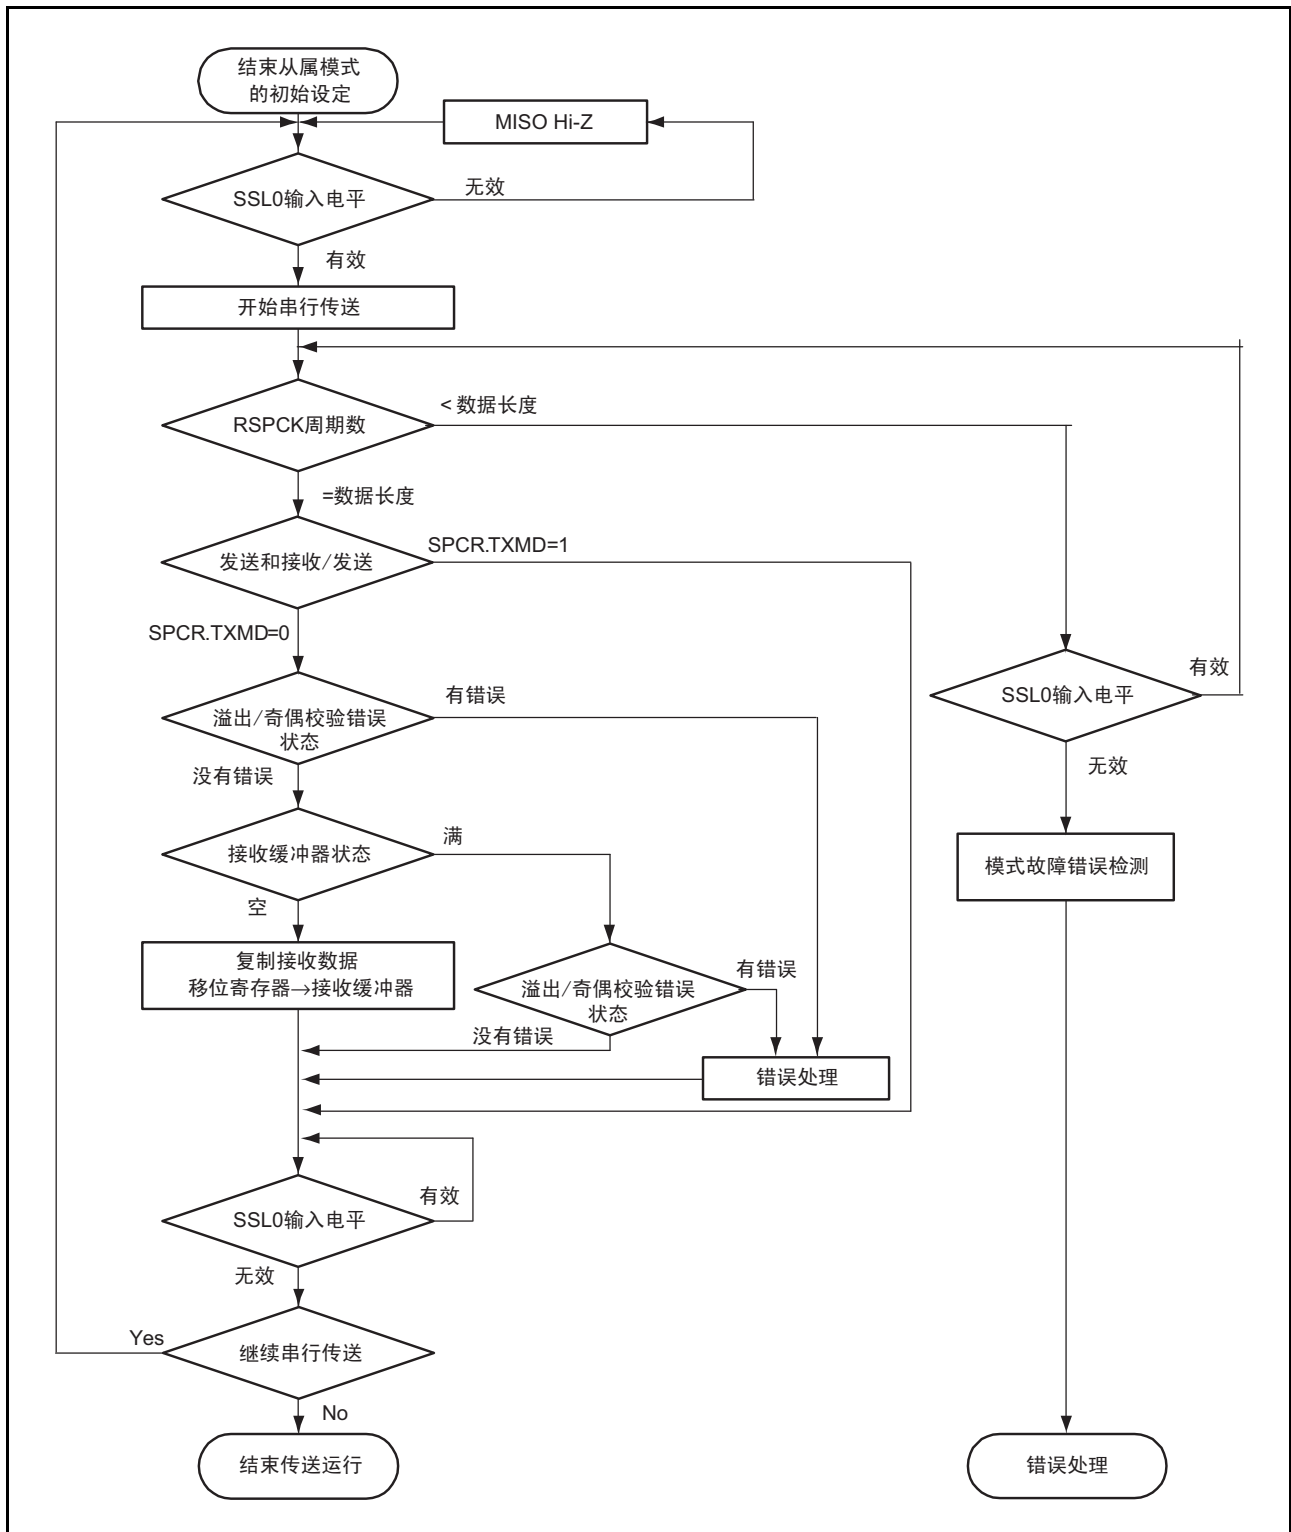 结束从属模式
的初始设定
MISO Hi-Z
SSL0输入电平
无效
有效
开始串行传送
RSPCK周期数
< 数据长度
=数据长度
发送和接收/发送
SPCR.TXMD=1
SPCR.TXMD=0
SSL0输入电平
有效
无效
溢出/奇偶校验错误
状态
有错误
没有错误
接收缓冲器状态
满
空
模式故障错误检测
复制接收数据
移位寄存器→接收缓冲器
溢出/奇偶校验错误
状态
有错误
没有错误
错误处理
SSL0输入电平
有效
无效
继续串行传送
Yes
No
结束传送运行
错误处理